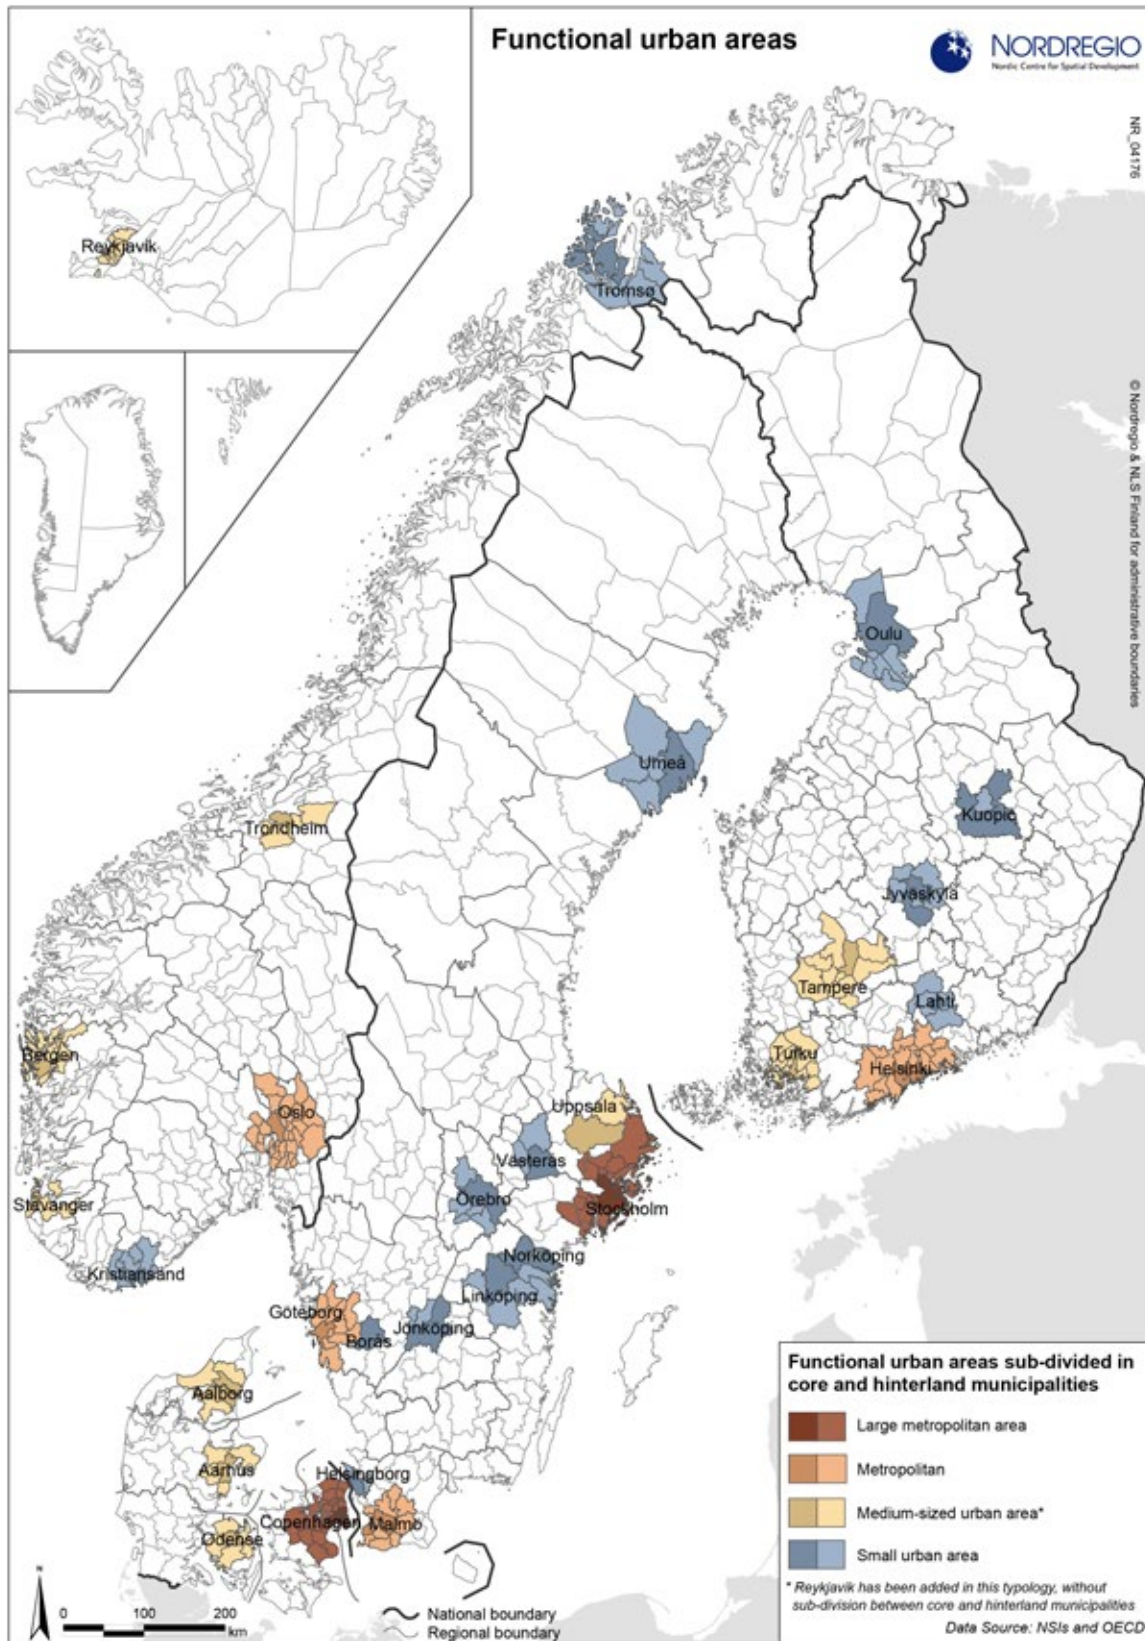 Functional urban areas
NORDREGIO
Nordic Centre for Spatial Development
NR_04176
© Nordregio & NLS Finland for administrative boundaries
Reykjavik
Tromsø
Oulu
Umeå
Kuopio
Trondheim
Jyväskylä
Tampere
Lahti
Bergen
Turku
Helsinki
Oslo
Uppsala
Västerås
Stavanger
Örebro
Stockholm
Kristiansand
Norköping
Linköping
Göteborg
Borås
Jönköping
Aalborg
Aarhus
Helsingborg
Copenhagen
Malmö
Odense
Functional urban areas sub-divided in
core and hinterland municipalities
Large metropolitan area
Metropolitan
Medium-sized urban area*
Small urban area
* Reykjavik has been added in this typology, without
sub-division between core and hinterland municipalities
Data Source: NSIs and OECD
N
0 100 200
km
National boundary
Regional boundary